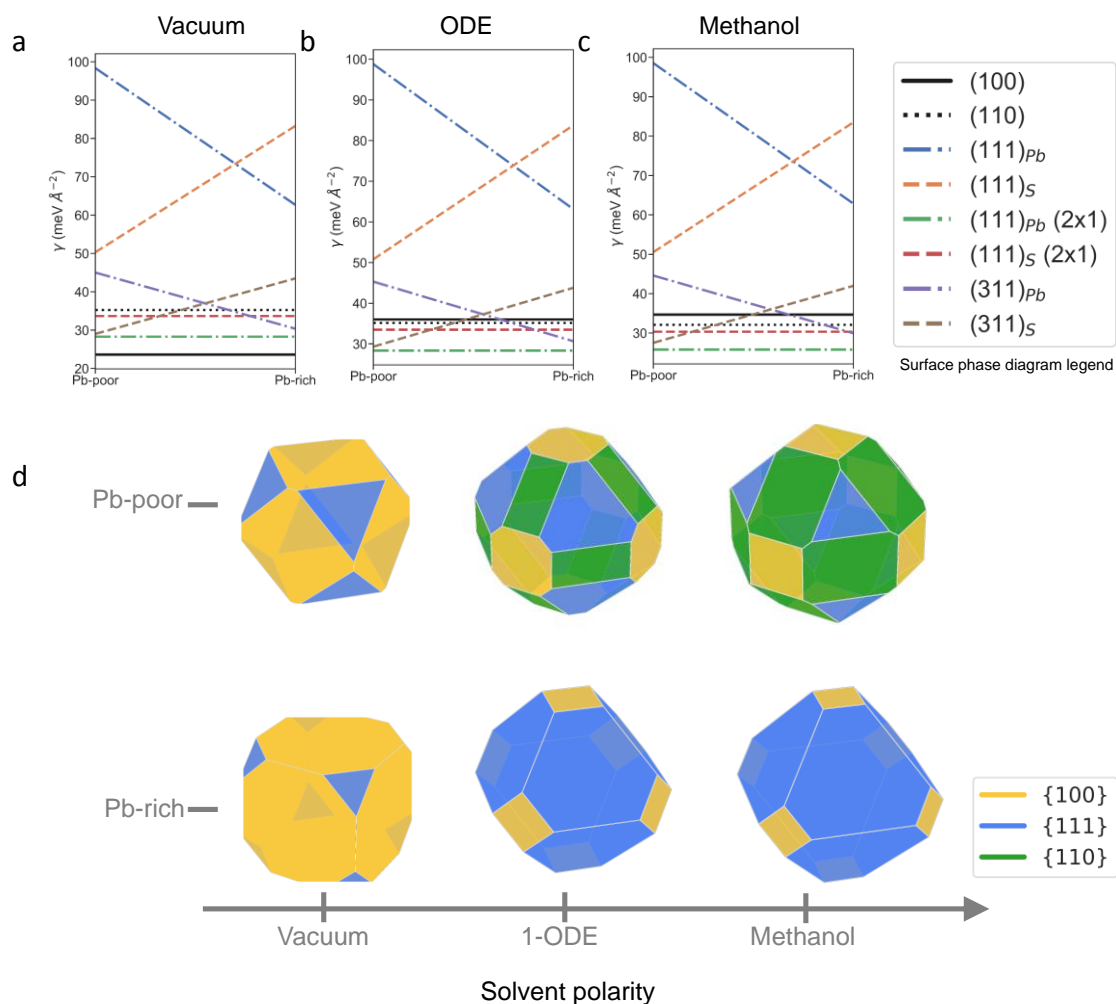 a
Vacuum
b
ODE
c
Methanol
100
90
80
70
60
50
40
30
20
γ (meV Å⁻²)
Pb-poor
Pb-rich
100
90
80
70
60
50
40
30
γ (meV Å⁻²)
Pb-poor
Pb-rich
100
90
80
70
60
50
40
30
γ (meV Å⁻²)
Pb-poor
Pb-rich
(100)
(110)
(111)Pb
(111)S
(111)Pb (2x1)
(111)S (2x1)
(311)Pb
(311)S
Surface phase diagram legend
d
Pb-poor
Pb-rich
{100}
{111}
{110}
Vacuum
1-ODE
Methanol
Solvent polarity